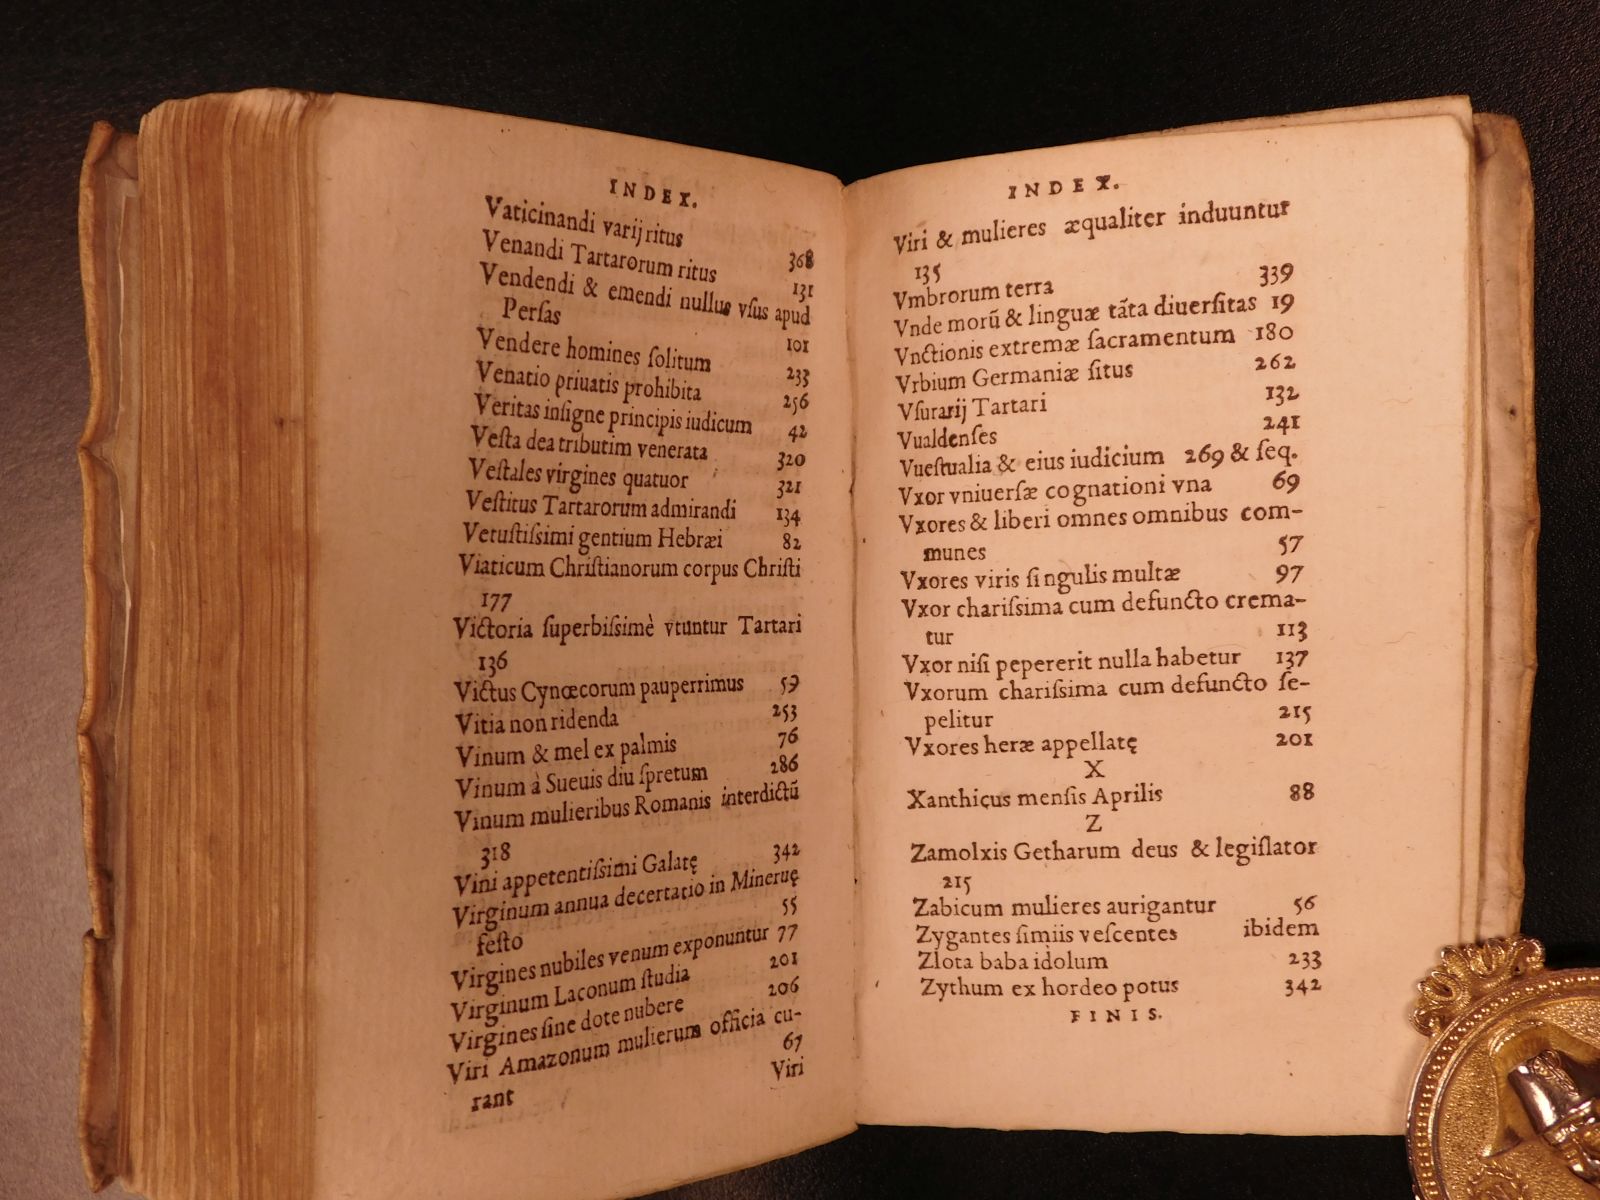 INDEX.
Vaticinandi varij ritus 368
Venandi Tartarorum ritus 131
Vendendi & emendi nullus vſus apud
Perſas 101
Vendere homines ſolitum 233
Venatio priuatis prohibita 256
Veritas inſigne principis iudicum 42
Veſta dea tributim venerata 320
Veſtales virgines quatuor 321
Veſtitus Tartarorum admirandi 134
Vetuſtiſsimi gentium Hebræi 82
Viaticum Chriſtianorum corpus Chriſti
177
Victoria ſuperbiſsimè vtuntur Tartari
136
Victus Cynœcorum pauperrimus 59
Vitia non ridenda 253
Vinum & mel ex palmis 76
Vinum à Sueuis diu ſpretum 286
Vinum mulieribus Romanis interdictū
318
Vini appetentiſsimi Galatę 342
Virginum annua decertatio in Mineruę
feſto 55
Virgines nubiles venum exponuntur 77
Virginum Laconum ſtudia 201
Virgines ſine dote nubere 206
Viri Amazonum mulierum officia cu-
rant 67
Viri
INDEX.
Viri & mulieres æqualiter induuntur
135
Vmbrorum terra 339
Vnde morū & linguæ tāta diuerſitas 19
Vnctionis extremæ ſacramentum 180
Vrbium Germaniæ ſitus 262
Vſurarij Tartari 132
Vualdenſes 241
Vueſtualia & eius iudicium 269 & ſeq.
Vxor vniuerſæ cognationi vna 69
Vxores & liberi omnes omnibus com-
munes 57
Vxores viris ſingulis multæ 97
Vxor chariſsima cum defuncto crema-
tur 113
Vxor niſi pepererit nulla habetur 137
Vxorum chariſsima cum defuncto ſe-
pelitur 215
Vxores heræ appellatę 201
X
Xanthicus menſis Aprilis 88
Z
Zamolxis Getharum deus & legiſlator
215
Zabicum mulieres aurigantur 56
Zygantes ſimiis veſcentes ibidem
Zlota baba idolum 233
Zythum ex hordeo potus 342
FINIS.